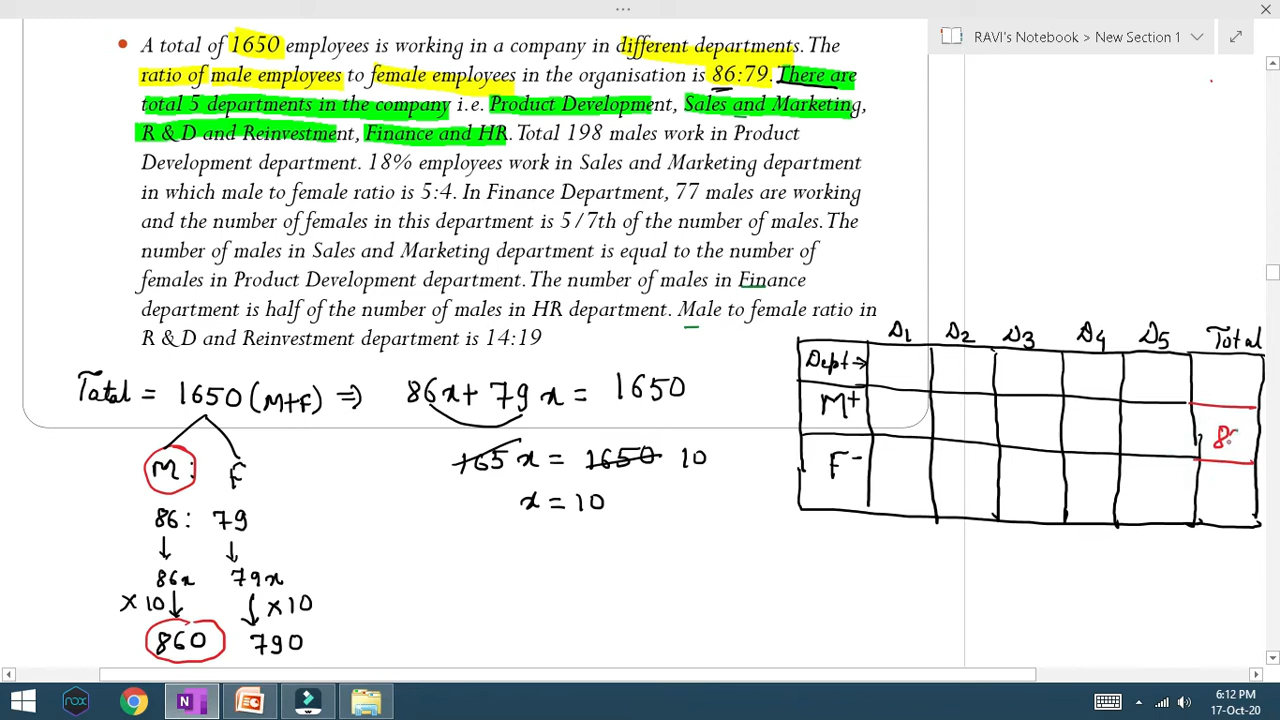 RAVI's Notebook > New Section 1
• A total of 1650 employees is working in a company in different departments. The
ratio of male employees to female employees in the organisation is 86:79. There are
total 5 departments in the company i.e. Product Development, Sales and Marketing,
R & D and Reinvestment, Finance and HR. Total 198 males work in Product
Development department. 18% employees work in Sales and Marketing department
in which male to female ratio is 5:4. In Finance Department, 77 males are working
and the number of females in this department is 5/7th of the number of males. The
number of males in Sales and Marketing department is equal to the number of
females in Product Development department. The number of males in Finance
department is half of the number of males in HR department. Male to female ratio in
R & D and Reinvestment department is 14:19
Total = 1650 (M+F) ⇒ 86x + 79x = 1650
M : F
165x = 1650 10
x = 10
86 : 79
↓ ↓
86x 79x
×10 ↓ ↓ ×10
860 790
D1 D2 D3 D4 D5 Total
Dept →
M+
F-
6:12 PM
17-Oct-20